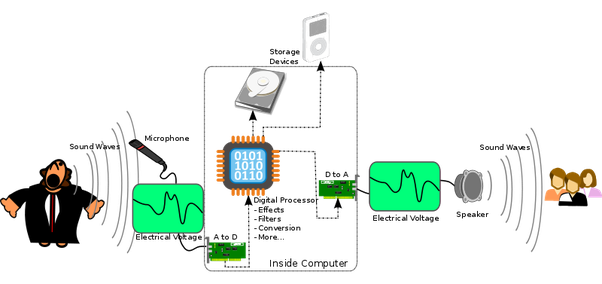 Storage
Devices
Microphone
Sound Waves
Sound Waves
0101
1010
0110
D to A
Digital Processor
-Effects
-Filters
-Conversion
-More...
Electrical Voltage
Speaker
Electrical Voltage
A to D
Inside Computer